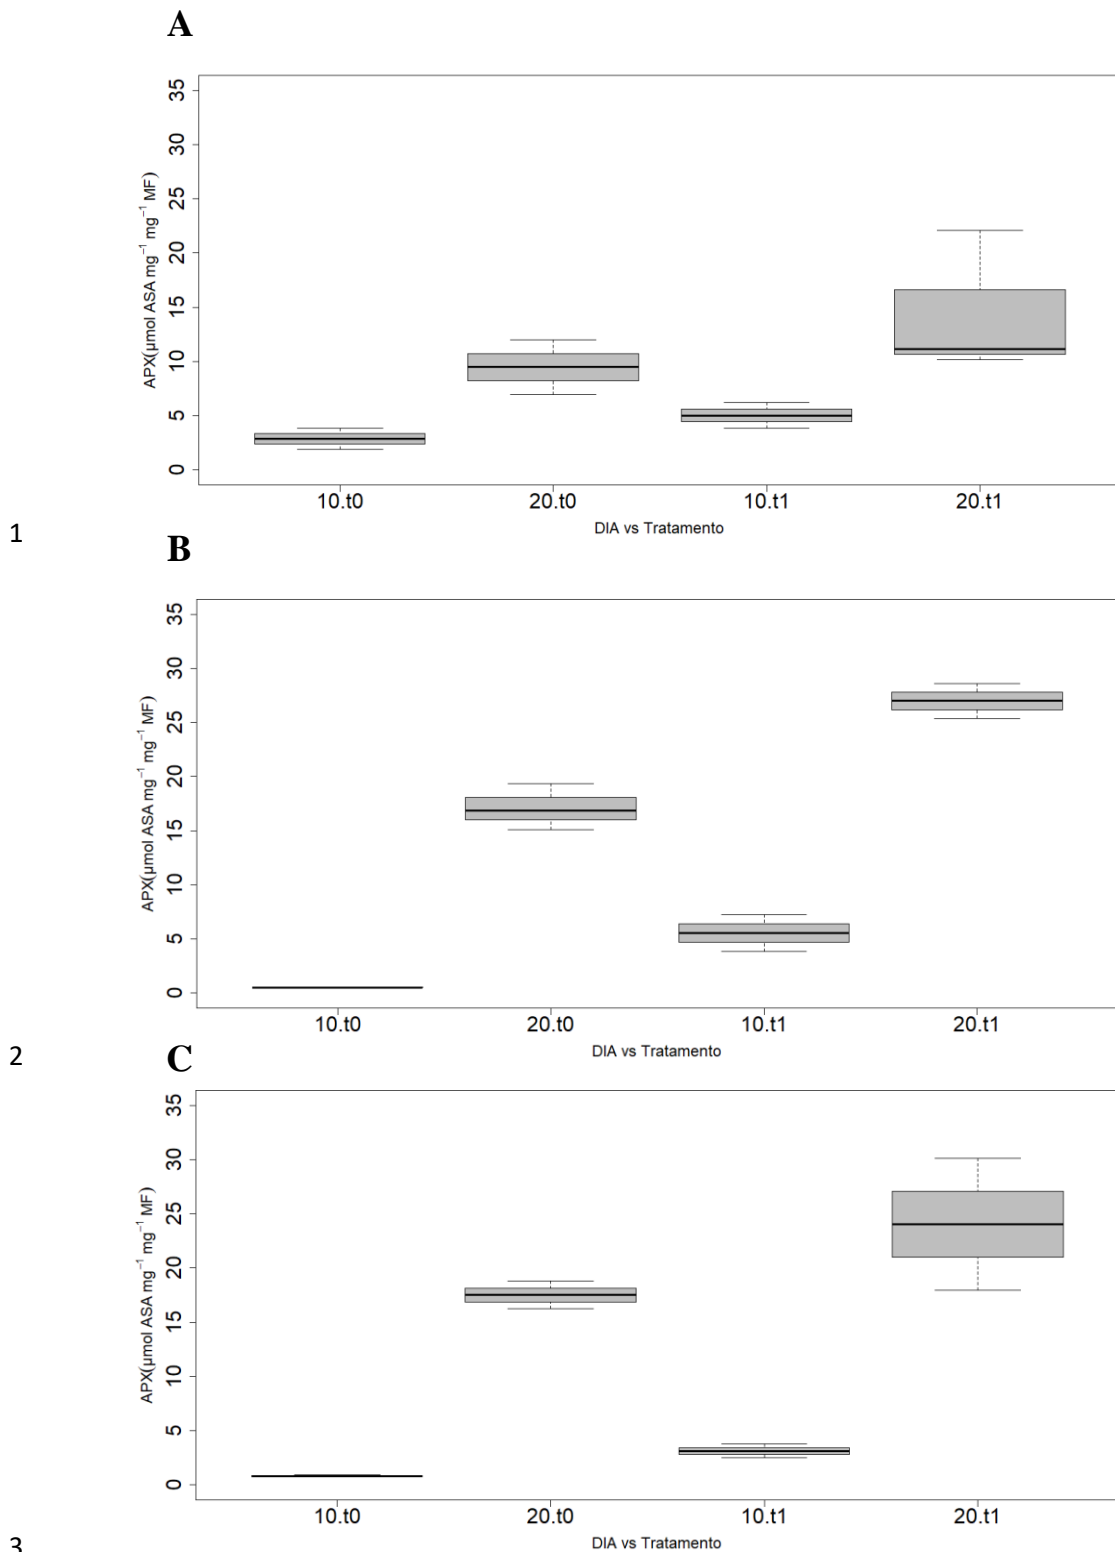 A
35
30
25
20
15
10
5
0
APX(μmol ASA mg⁻¹ mg⁻¹ MF)
10.t0 20.t0 10.t1 20.t1
DIA vs Tratamento
1
B
35
30
25
20
15
10
5
0
APX(μmol ASA mg⁻¹ mg⁻¹ MF)
10.t0 20.t0 10.t1 20.t1
DIA vs Tratamento
2
C
35
30
25
20
15
10
5
0
APX(μmol ASA mg⁻¹ mg⁻¹ MF)
10.t0 20.t0 10.t1 20.t1
DIA vs Tratamento
3